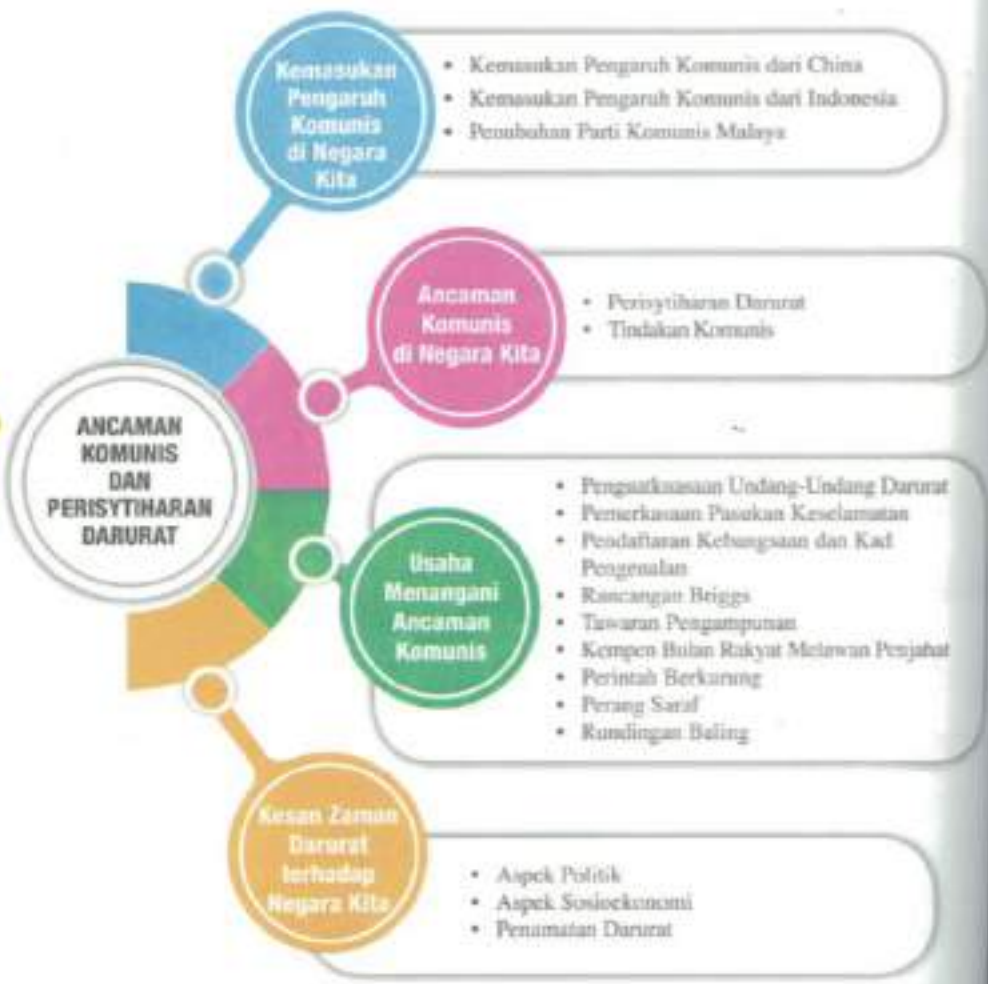 Kemasukan
Pengaruh
Komunis
di Negara
Kita
• Kemasukan Pengaruh Komunis dari China
• Kemasukan Pengaruh Komunis dari Indonesia
• Penubuhan Parti Komunis Malaya
Ancaman
Komunis
di Negara Kita
• Perisytiharan Darurat
• Tindakan Komunis
ANCAMAN
KOMUNIS
DAN
PERISYTIHARAN
DARURAT
Usaha
Menangani
Ancaman
Komunis
• Penguatkuasaan Undang-Undang Darurat
• Pemerkasaan Pasukan Keselamatan
• Pendaftaran Kebangsaan dan Kad
Pengenalan
• Rancangan Briggs
• Tawaran Pengampunan
• Kempen Bulan Rakyat Melawan Penjahat
• Perintah Berkurung
• Perang Saraf
• Rundingan Baling
Kesan Zaman
Darurat
terhadap
Negara Kita
• Aspek Politik
• Aspek Sosioekonomi
• Penamatan Darurat